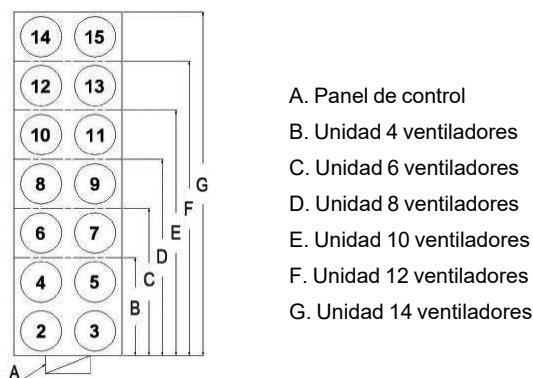 14 15
12 13
10 11
8 9
6 7
4 5
2 3
G
F
E
D
C
B
A
A. Panel de control
B. Unidad 4 ventiladores
C. Unidad 6 ventiladores
D. Unidad 8 ventiladores
E. Unidad 10 ventiladores
F. Unidad 12 ventiladores
G. Unidad 14 ventiladores